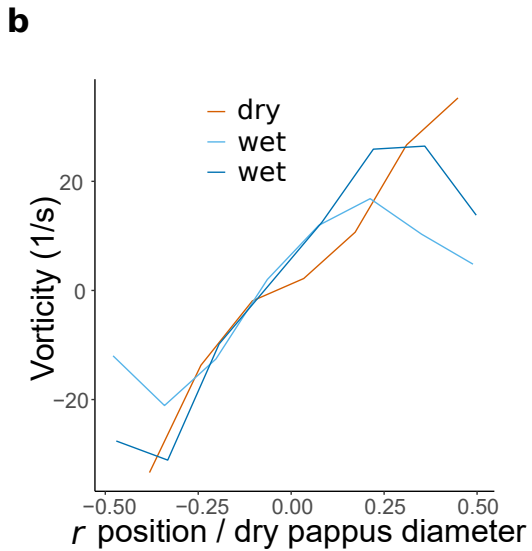 b
dry
wet
wet
20
0
−20
Vorticity (1/s)
−0.50 −0.25 0.00 0.25 0.50
r position / dry pappus diameter